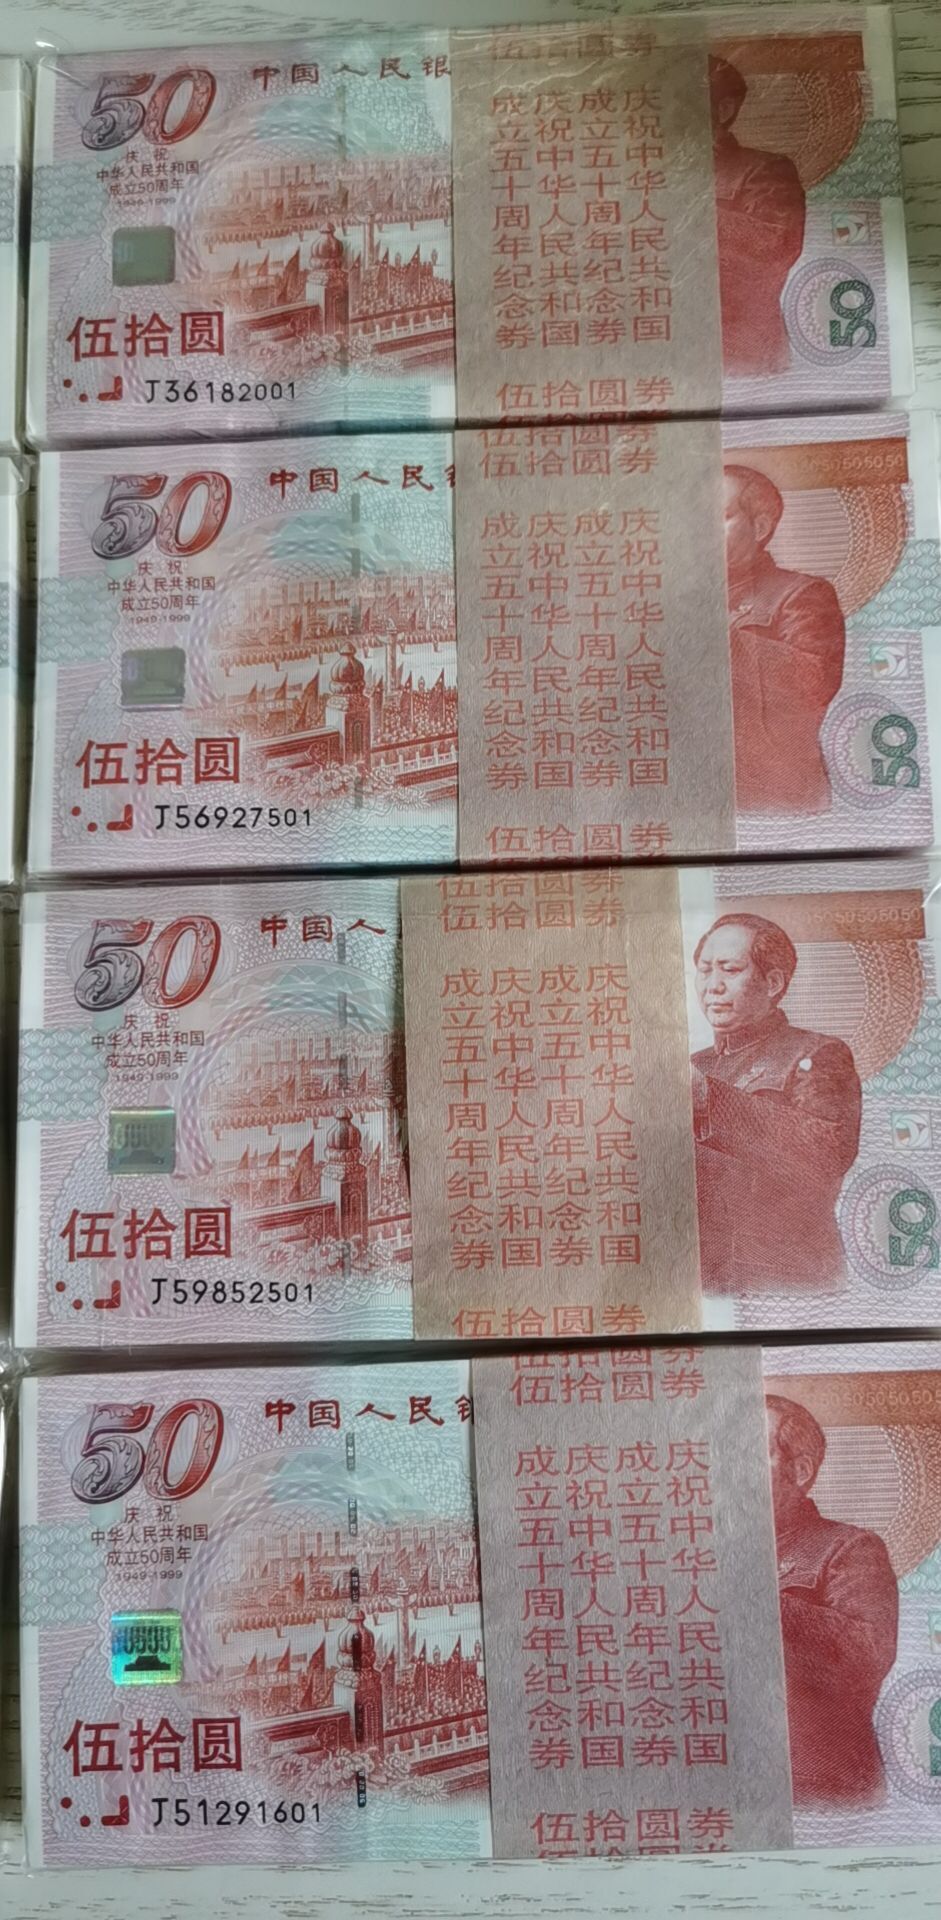 50
中国人民银
庆祝
中华人民共和国
成立50周年
1949-1999
伍拾圆
J36182001
伍拾圆券
成庆成庆
立祝立祝
五中五中
十华十华
周人周人
年民年民
纪共纪共
念和念和
券国券国
伍拾圆券
50
50
中国人民
庆祝
中华人民共和国
成立50周年
1949-1999
伍拾圆
J56927501
伍拾圆券
伍拾圆券
成庆成庆
立祝立祝
五中五中
十华十华
周人周人
年民年民
纪共纪共
念和念和
券国券国
伍拾圆券
50505050
50
50
中国人
庆祝
中华人民共和国
成立50周年
1949-1999
伍拾圆
J59852501
伍拾圆券
伍拾圆券
成庆成庆
立祝立祝
五中五中
十华十华
周人周人
年民年民
纪共纪共
念和念和
券国券国
伍拾圆券
5050505050
50
50
中国人民
庆祝
中华人民共和国
成立50周年
1949-1999
伍拾圆
J51291601
伍拾圆券
伍拾圆券
成庆成庆
立祝立祝
五中五中
十华十华
周人周人
年民年民
纪共纪共
念和念和
券国券国
伍拾圆券